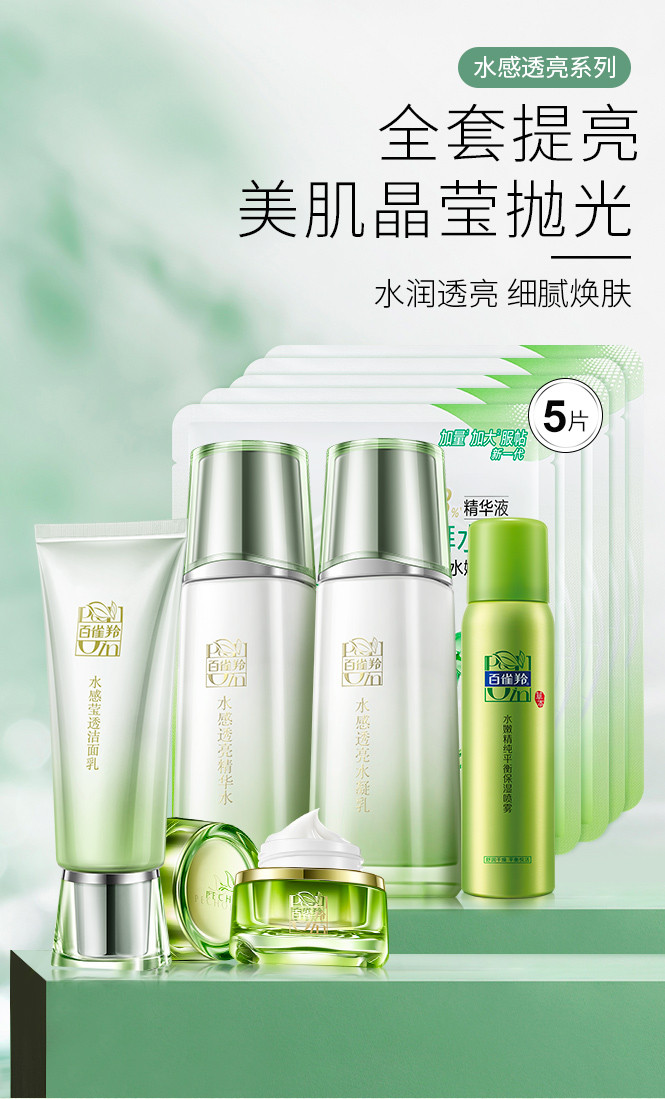 水感透亮系列
全套提亮
美肌晶莹抛光
水润透亮 细腻焕肤
5片
加量 加大 服帖
新一代
%
精华液
水
水嫩
百雀羚
水感莹透洁面乳
百雀羚
水感透亮精华水
百雀羚
水感透亮水凝乳
百雀羚
水嫩精纯平衡保湿喷雾
百雀羚